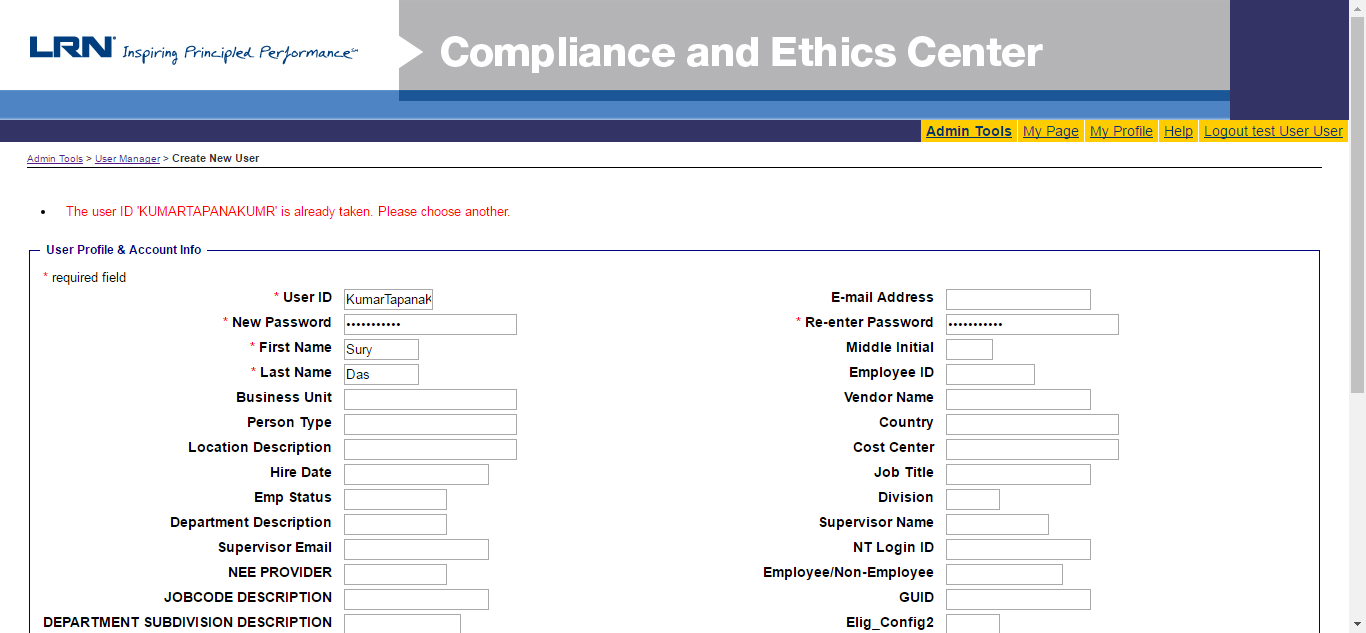 LRN Inspiring Principled Performance℠
Compliance and Ethics Center
Admin Tools My Page My Profile Help Logout test User User
Admin Tools > User Manager > Create New User
• The user ID 'KUMARTAPANAKUMR' is already taken. Please choose another.
User Profile & Account Info
* required field
* User ID KumarTapanaK E-mail Address
* New Password ••••••••••• * Re-enter Password •••••••••••
* First Name Sury Middle Initial
* Last Name Das Employee ID
Business Unit Vendor Name
Person Type Country
Location Description Cost Center
Hire Date Job Title
Emp Status Division
Department Description Supervisor Name
Supervisor Email NT Login ID
NEE PROVIDER Employee/Non-Employee
JOBCODE DESCRIPTION GUID
DEPARTMENT SUBDIVISION DESCRIPTION Elig_Config2